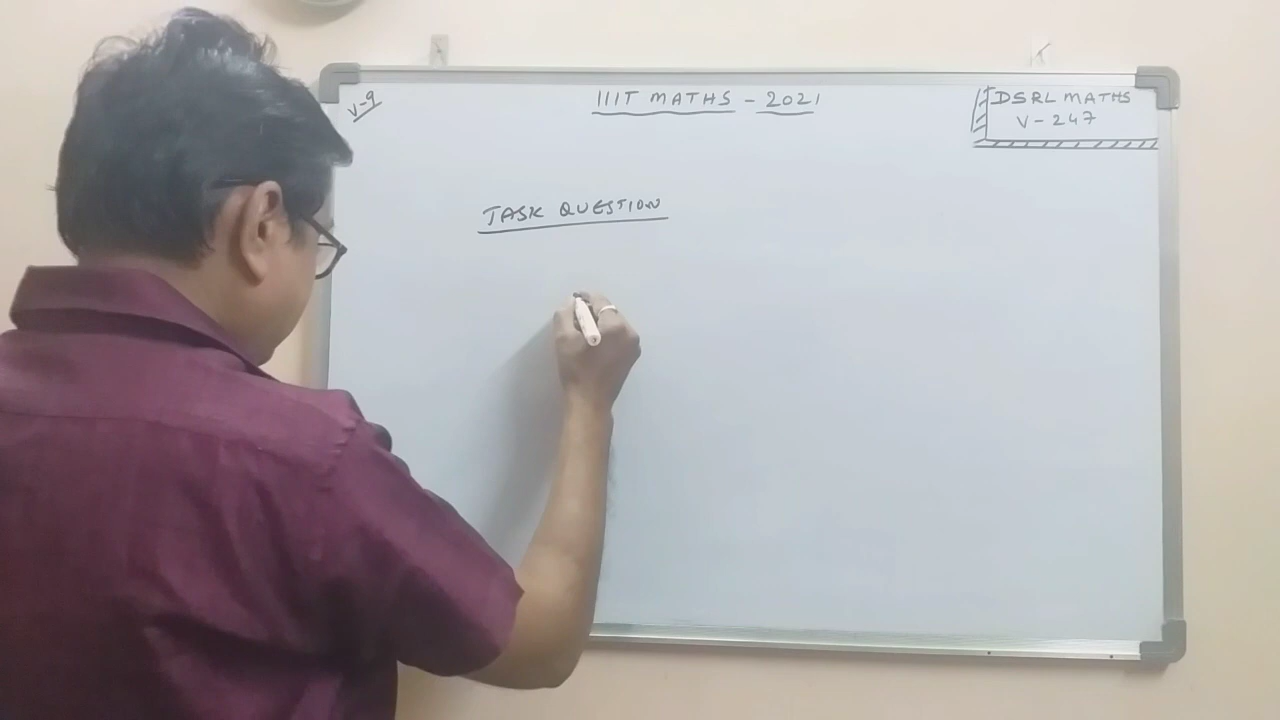 V-9
IIIT MATHS - 2021
DSRL MATHS
V - 247
TASK QUESTION